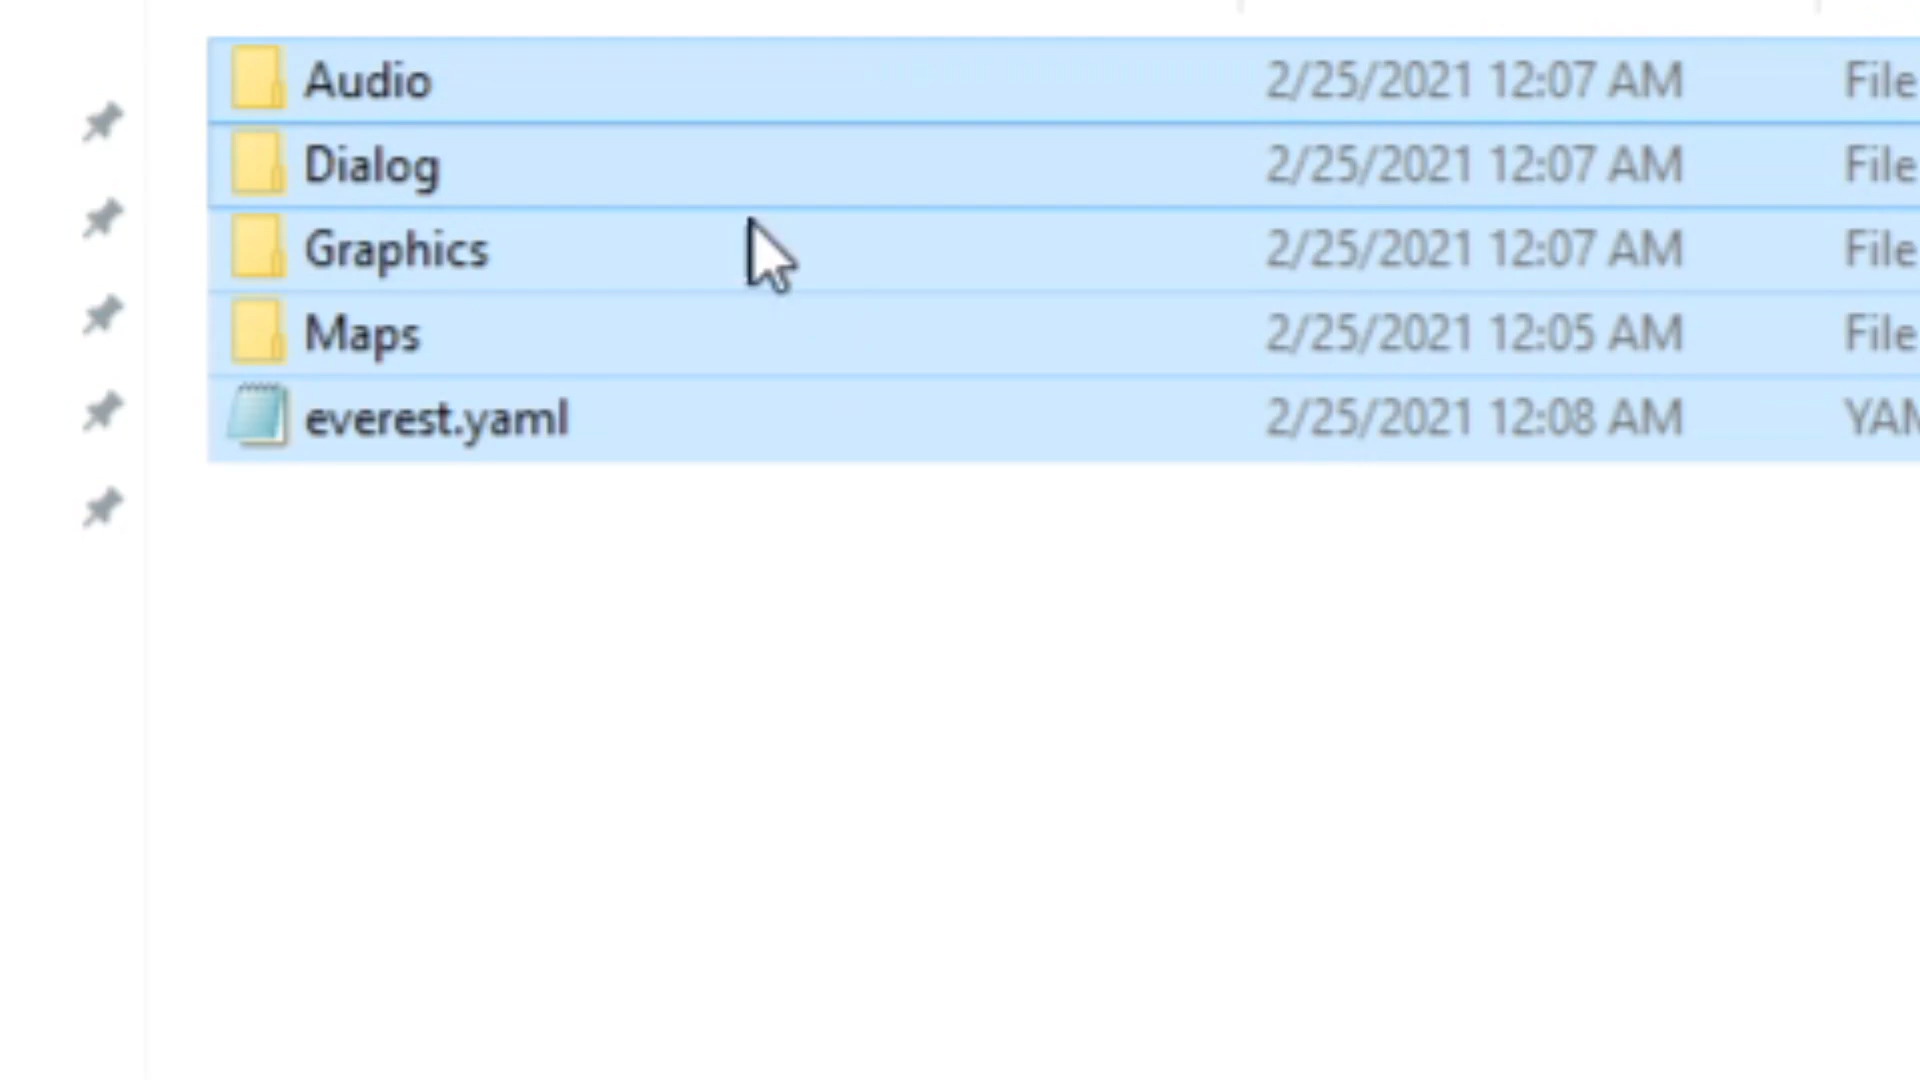 Audio 2/25/2021 12:07 AM File
Dialog 2/25/2021 12:07 AM File
Graphics 2/25/2021 12:07 AM File
Maps 2/25/2021 12:05 AM File
everest.yaml 2/25/2021 12:08 AM YAM